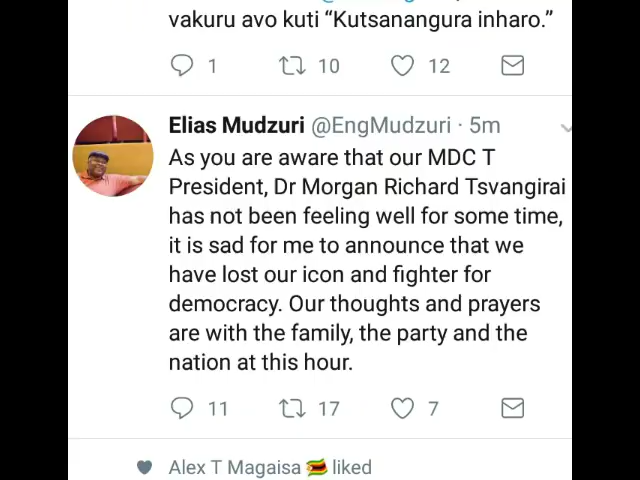 vakuru avo kuti “Kutsanangura inharo.”
1 10 12
Elias Mudzuri @EngMudzuri · 5m
As you are aware that our MDC T
President, Dr Morgan Richard Tsvangirai
has not been feeling well for some time,
it is sad for me to announce that we
have lost our icon and fighter for
democracy. Our thoughts and prayers
are with the family, the party and the
nation at this hour.
11 17 7
Alex T Magaisa 🇿🇼 liked